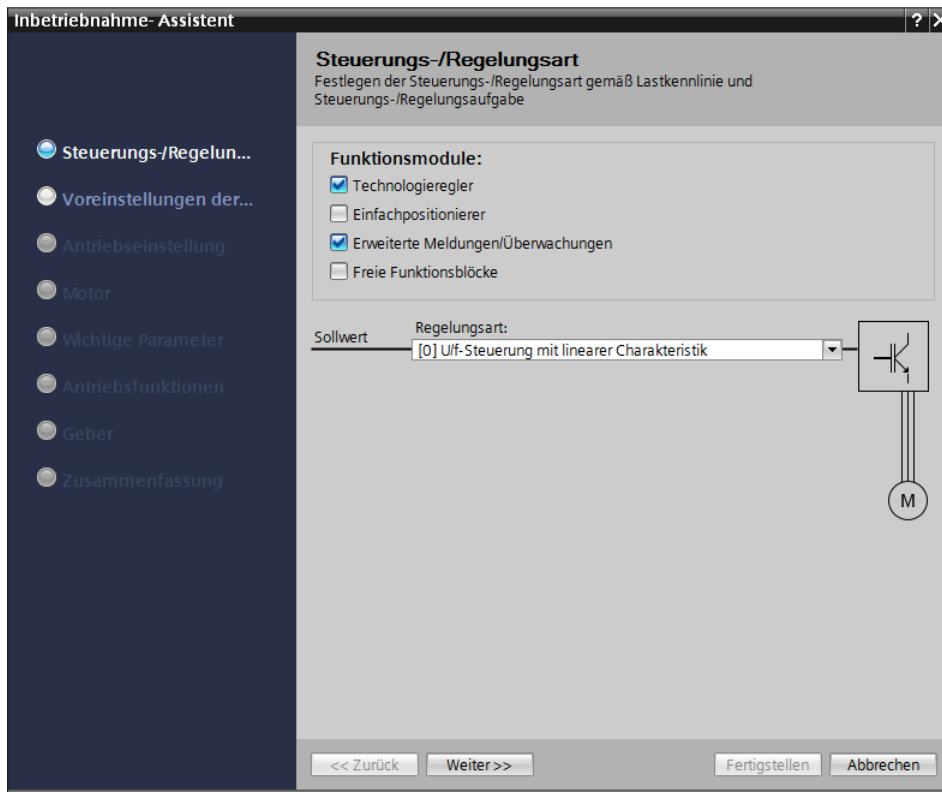 Inbetriebnahme- Assistent
? X
Steuerungs-/Regelungsart
Festlegen der Steuerungs-/Regelungsart gemäß Lastkennlinie und
Steuerungs-/Regelungsaufgabe
Steuerungs-/Regelun...
Voreinstellungen der...
Antriebseinstellung
Motor
Wichtige Parameter
Antriebsfunktionen
Geber
Zusammenfassung
Funktionsmodule:
Technologieregler
Einfachpositionierer
Erweiterte Meldungen/Überwachungen
Freie Funktionsblöcke
Sollwert
Regelungsart:
[0] U/f-Steuerung mit linearer Charakteristik
M
<< Zurück
Weiter >>
Fertigstellen
Abbrechen